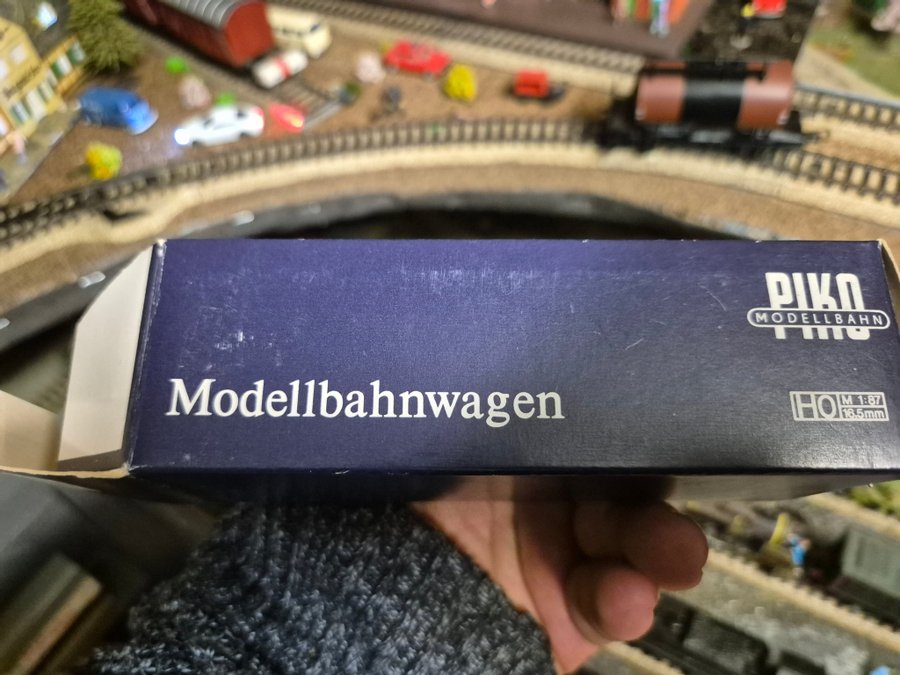 PIKO
MODELLBAHN
Modellbahnwagen
HO M 1:87
16,5mm